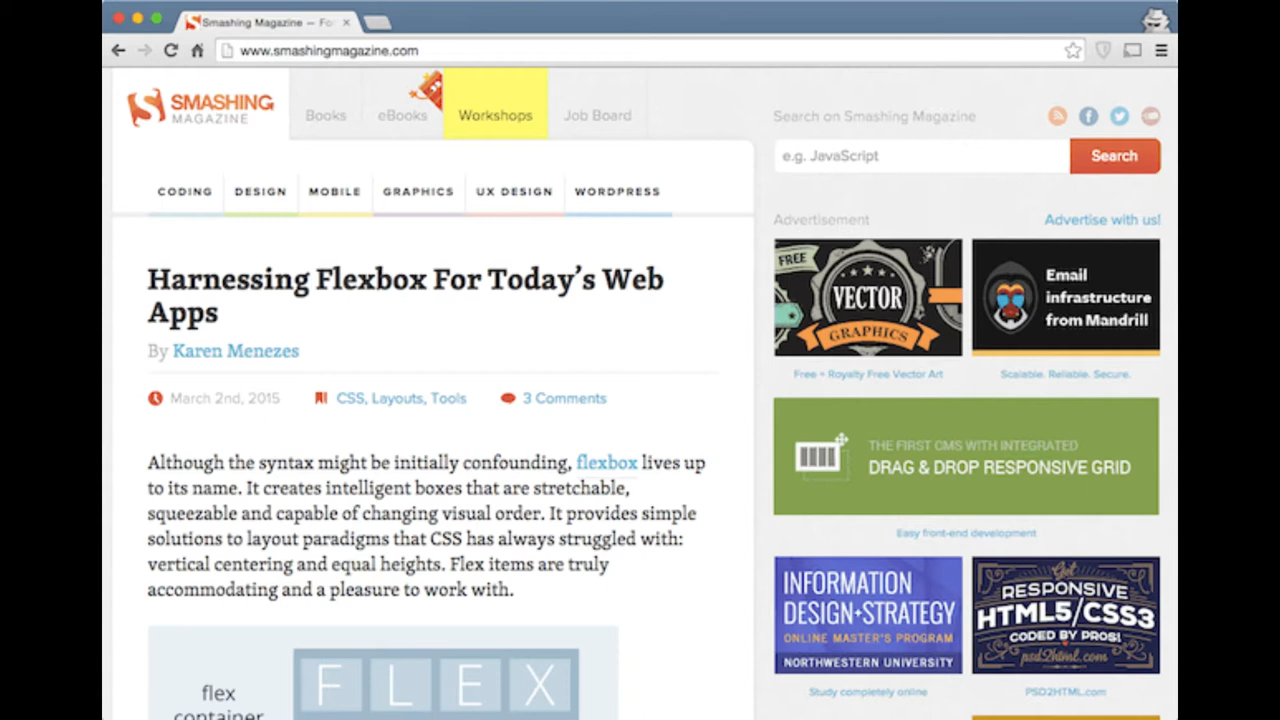 Smashing Magazine — Fo
www.smashingmagazine.com
SMASHING
MAGAZINE
Books
eBooks
Workshops
Job Board
Search on Smashing Magazine
e.g. JavaScript
Search
CODING
DESIGN
MOBILE
GRAPHICS
UX DESIGN
WORDPRESS
Harnessing Flexbox For Today’s Web
Apps
By Karen Menezes
March 2nd, 2015
CSS, Layouts, Tools
3 Comments
Although the syntax might be initially confounding, flexbox lives up
to its name. It creates intelligent boxes that are stretchable,
squeezable and capable of changing visual order. It provides simple
solutions to layout paradigms that CSS has always struggled with:
vertical centering and equal heights. Flex items are truly
accommodating and a pleasure to work with.
flex
container
FLEX
Advertisement
Advertise with us!
FREE
VECTOR
GRAPHICS
Free + Royalty Free Vector Art
Email
infrastructure
from Mandrill
Scalable. Reliable. Secure.
THE FIRST CMS WITH INTEGRATED
DRAG & DROP RESPONSIVE GRID
Easy front-end development
INFORMATION
DESIGN+STRATEGY
ONLINE MASTER'S PROGRAM
NORTHWESTERN UNIVERSITY
Study completely online
Get
RESPONSIVE
HTML5/CSS3
CODED BY PROS!
psd2html.com
PSD2HTML.com